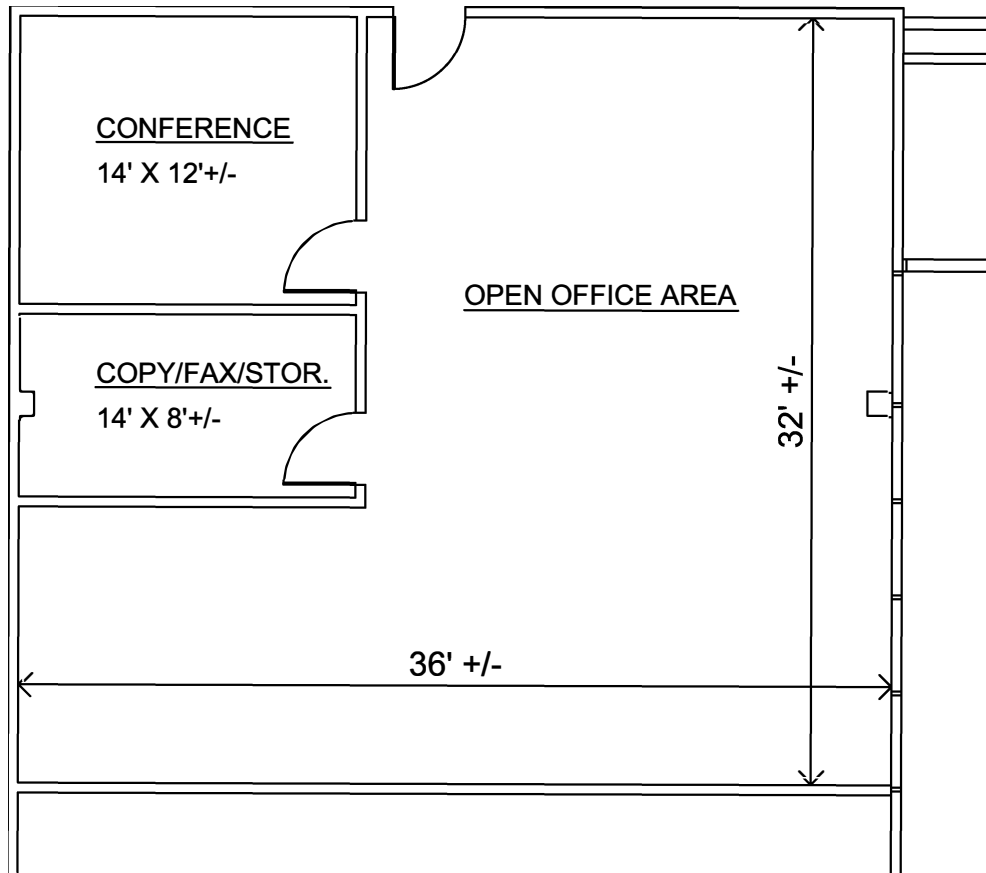 CONFERENCE
14' X 12'+/-
OPEN OFFICE AREA
COPY/FAX/STOR.
14' X 8'+/-
32' +/-
36' +/-